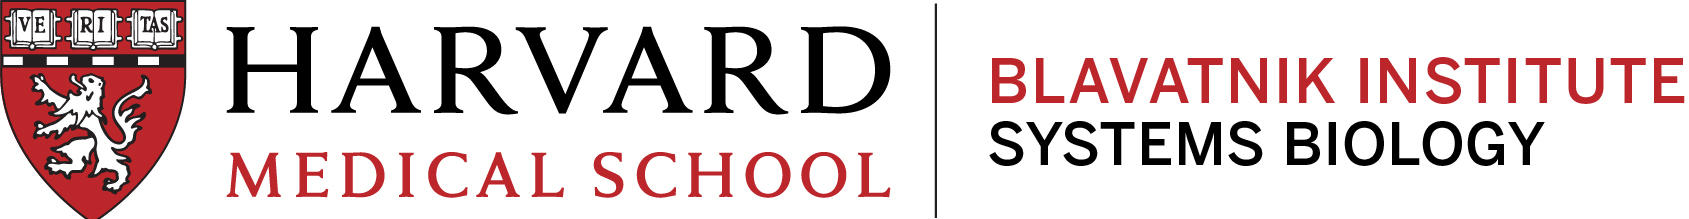 VE RI TAS
HARVARD
MEDICAL SCHOOL
BLAVATNIK INSTITUTE
SYSTEMS BIOLOGY